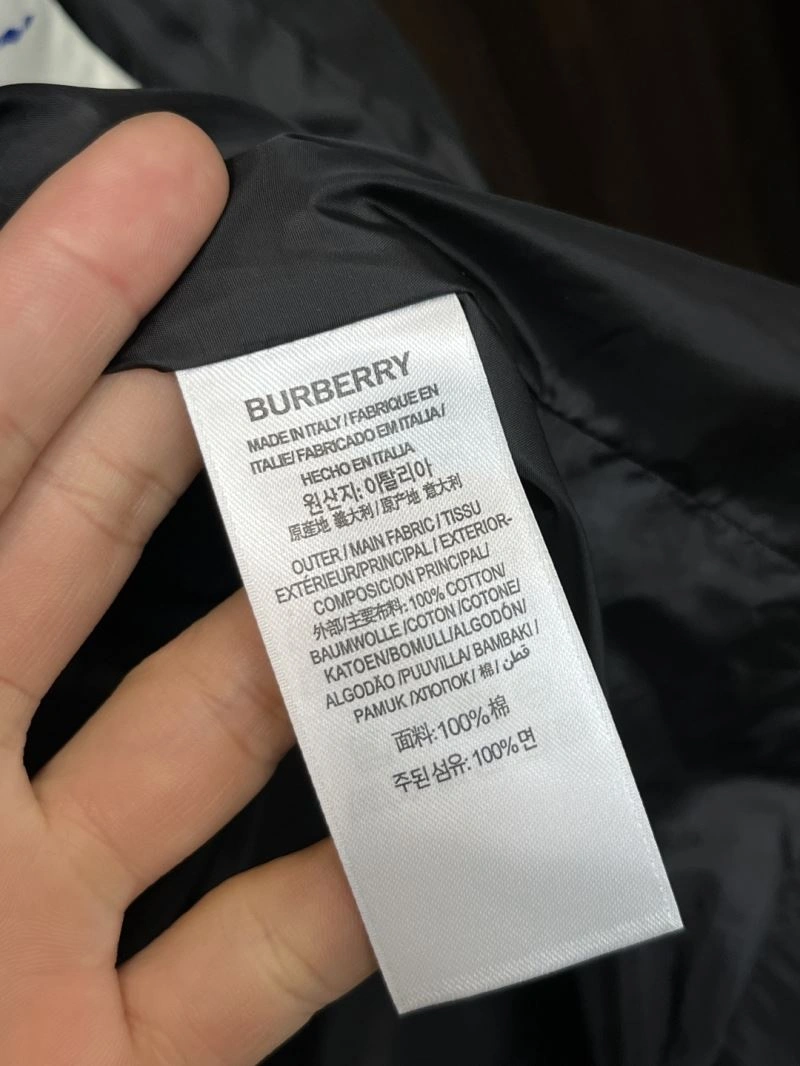 BURBERRY
MADE IN ITALY / FABRIQUE EN
ITALIE/ FABRICADO EM ITALIA /
HECHO EN ITALIA
원산지: 이탈리아
原産地 義大利 / 原产地 意大利
OUTER / MAIN FABRIC / TISSU
EXTÉRIEUR/PRINCIPAL / EXTERIOR-
COMPOSICION PRINCIPAL/
外部/主要布料: 100% COTTON/
BAUMWOLLE /COTON /COTONE/
KATOEN/BOMULL/ALGODÓN/
ALGODÃO /PUUVILLA/ BAMBAKI /
PAMUK /ХЛОПОК / 棉 / قطن
面料: 100% 棉
주된 섬유: 100% 면